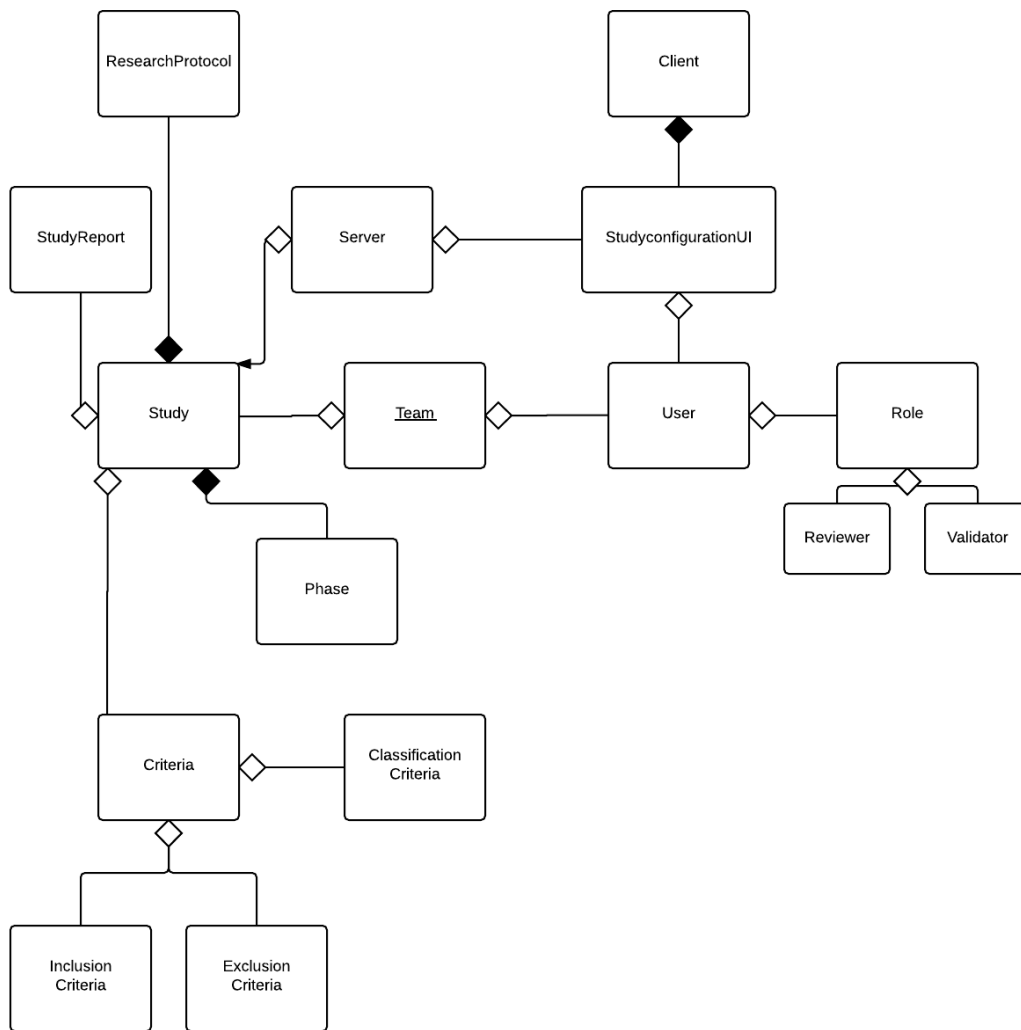 ResearchProtocol
Client
StudyReport
Server
StudyconfigurationUI
Study
Team
User
Role
Reviewer
Validator
Phase
Criteria
Classification
Criteria
Inclusion
Criteria
Exclusion
Criteria